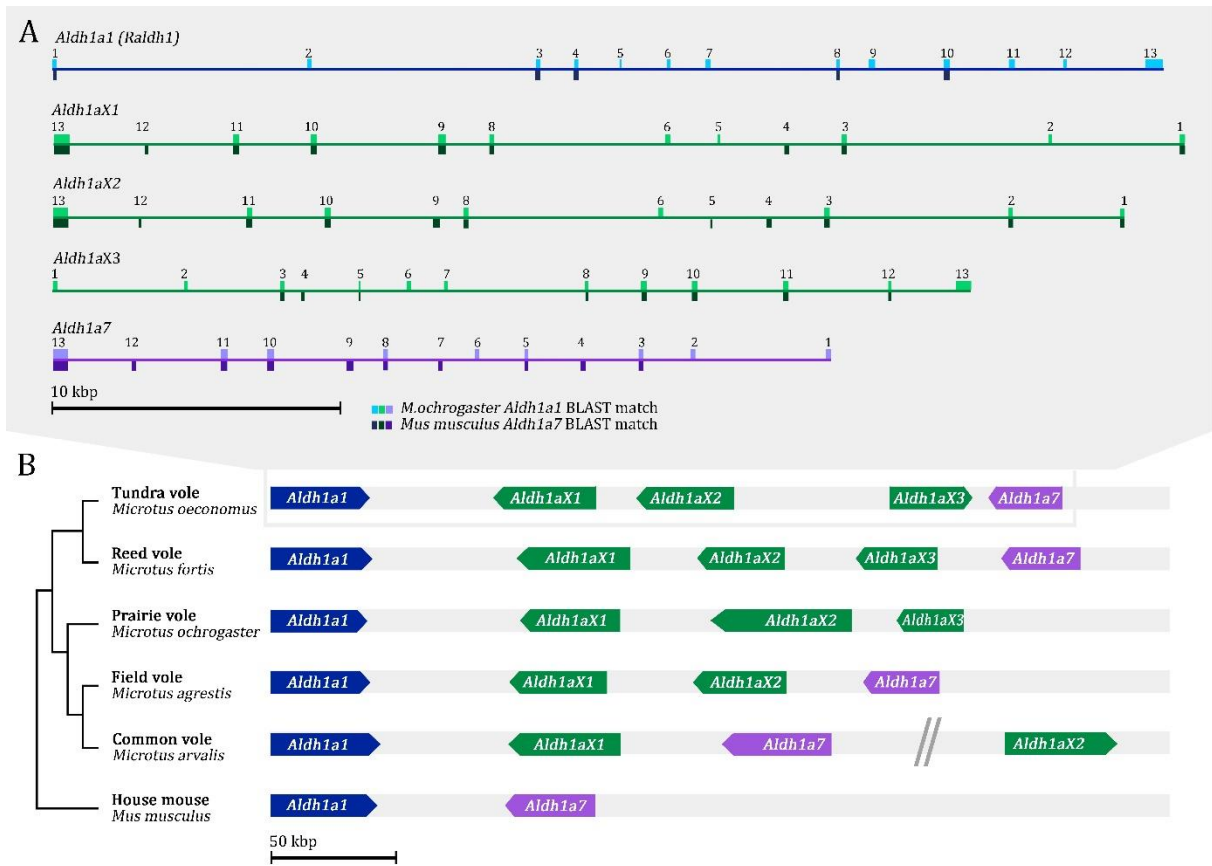 A
Aldh1a1 (Raldh1)
1 2 3 4 5 6 7 8 9 10 11 12 13
Aldh1aX1
13 12 11 10 9 8 6 5 4 3 2 1
Aldh1aX2
13 12 11 10 9 8 6 5 4 3 2 1
Aldh1aX3
1 2 3 4 5 6 7 8 9 10 11 12 13
Aldh1a7
13 12 11 10 9 8 7 6 5 4 3 2 1
10 kbp
M.ochrogaster Aldh1a1 BLAST match
Mus musculus Aldh1a7 BLAST match
B
Tundra vole
Microtus oeconomus
Aldh1a1 Aldh1aX1 Aldh1aX2 Aldh1aX3 Aldh1a7
Reed vole
Microtus fortis
Aldh1a1 Aldh1aX1 Aldh1aX2 Aldh1aX3 Aldh1a7
Prairie vole
Microtus ochrogaster
Aldh1a1 Aldh1aX1 Aldh1aX2 Aldh1aX3
Field vole
Microtus agrestis
Aldh1a1 Aldh1aX1 Aldh1aX2 Aldh1a7
Common vole
Microtus arvalis
Aldh1a1 Aldh1aX1 Aldh1a7 // Aldh1aX2
House mouse
Mus musculus
Aldh1a1 Aldh1a7
50 kbp